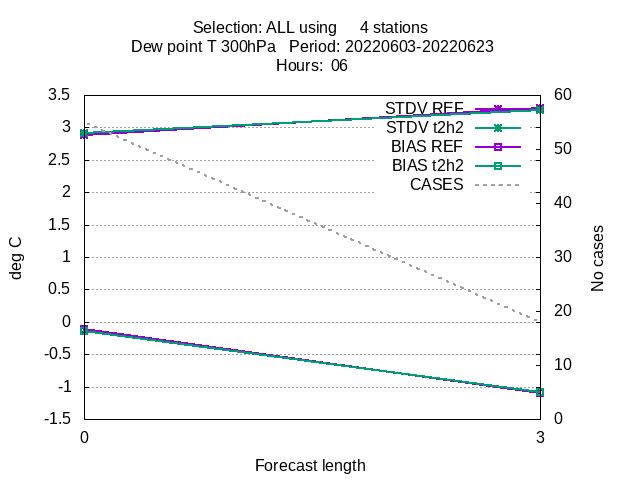 Selection: ALL using 4 stations
Dew point T 300hPa Period: 20220603-20220623
Hours: 06
3.5
3
2.5
2
1.5
1
0.5
0
-0.5
-1
-1.5
deg C
STDV REF
STDV t2h2
BIAS REF
BIAS t2h2
CASES
60
50
40
30
20
10
0
No cases
0 3
Forecast length